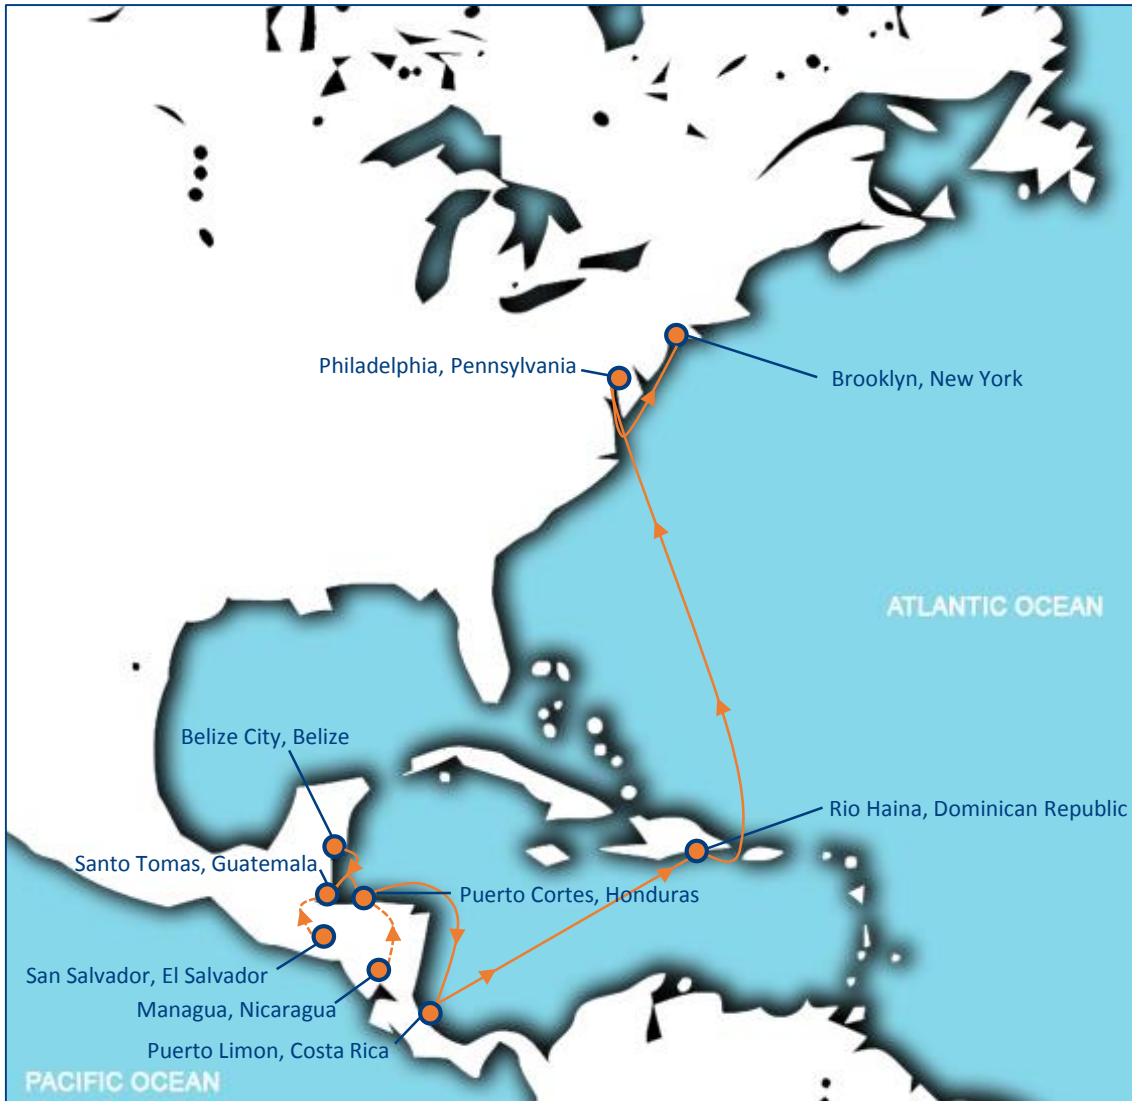 Philadelphia, Pennsylvania
Brooklyn, New York
ATLANTIC OCEAN
Belize City, Belize
Rio Haina, Dominican Republic
Santo Tomas, Guatemala
Puerto Cortes, Honduras
San Salvador, El Salvador
Managua, Nicaragua
Puerto Limon, Costa Rica
PACIFIC OCEAN